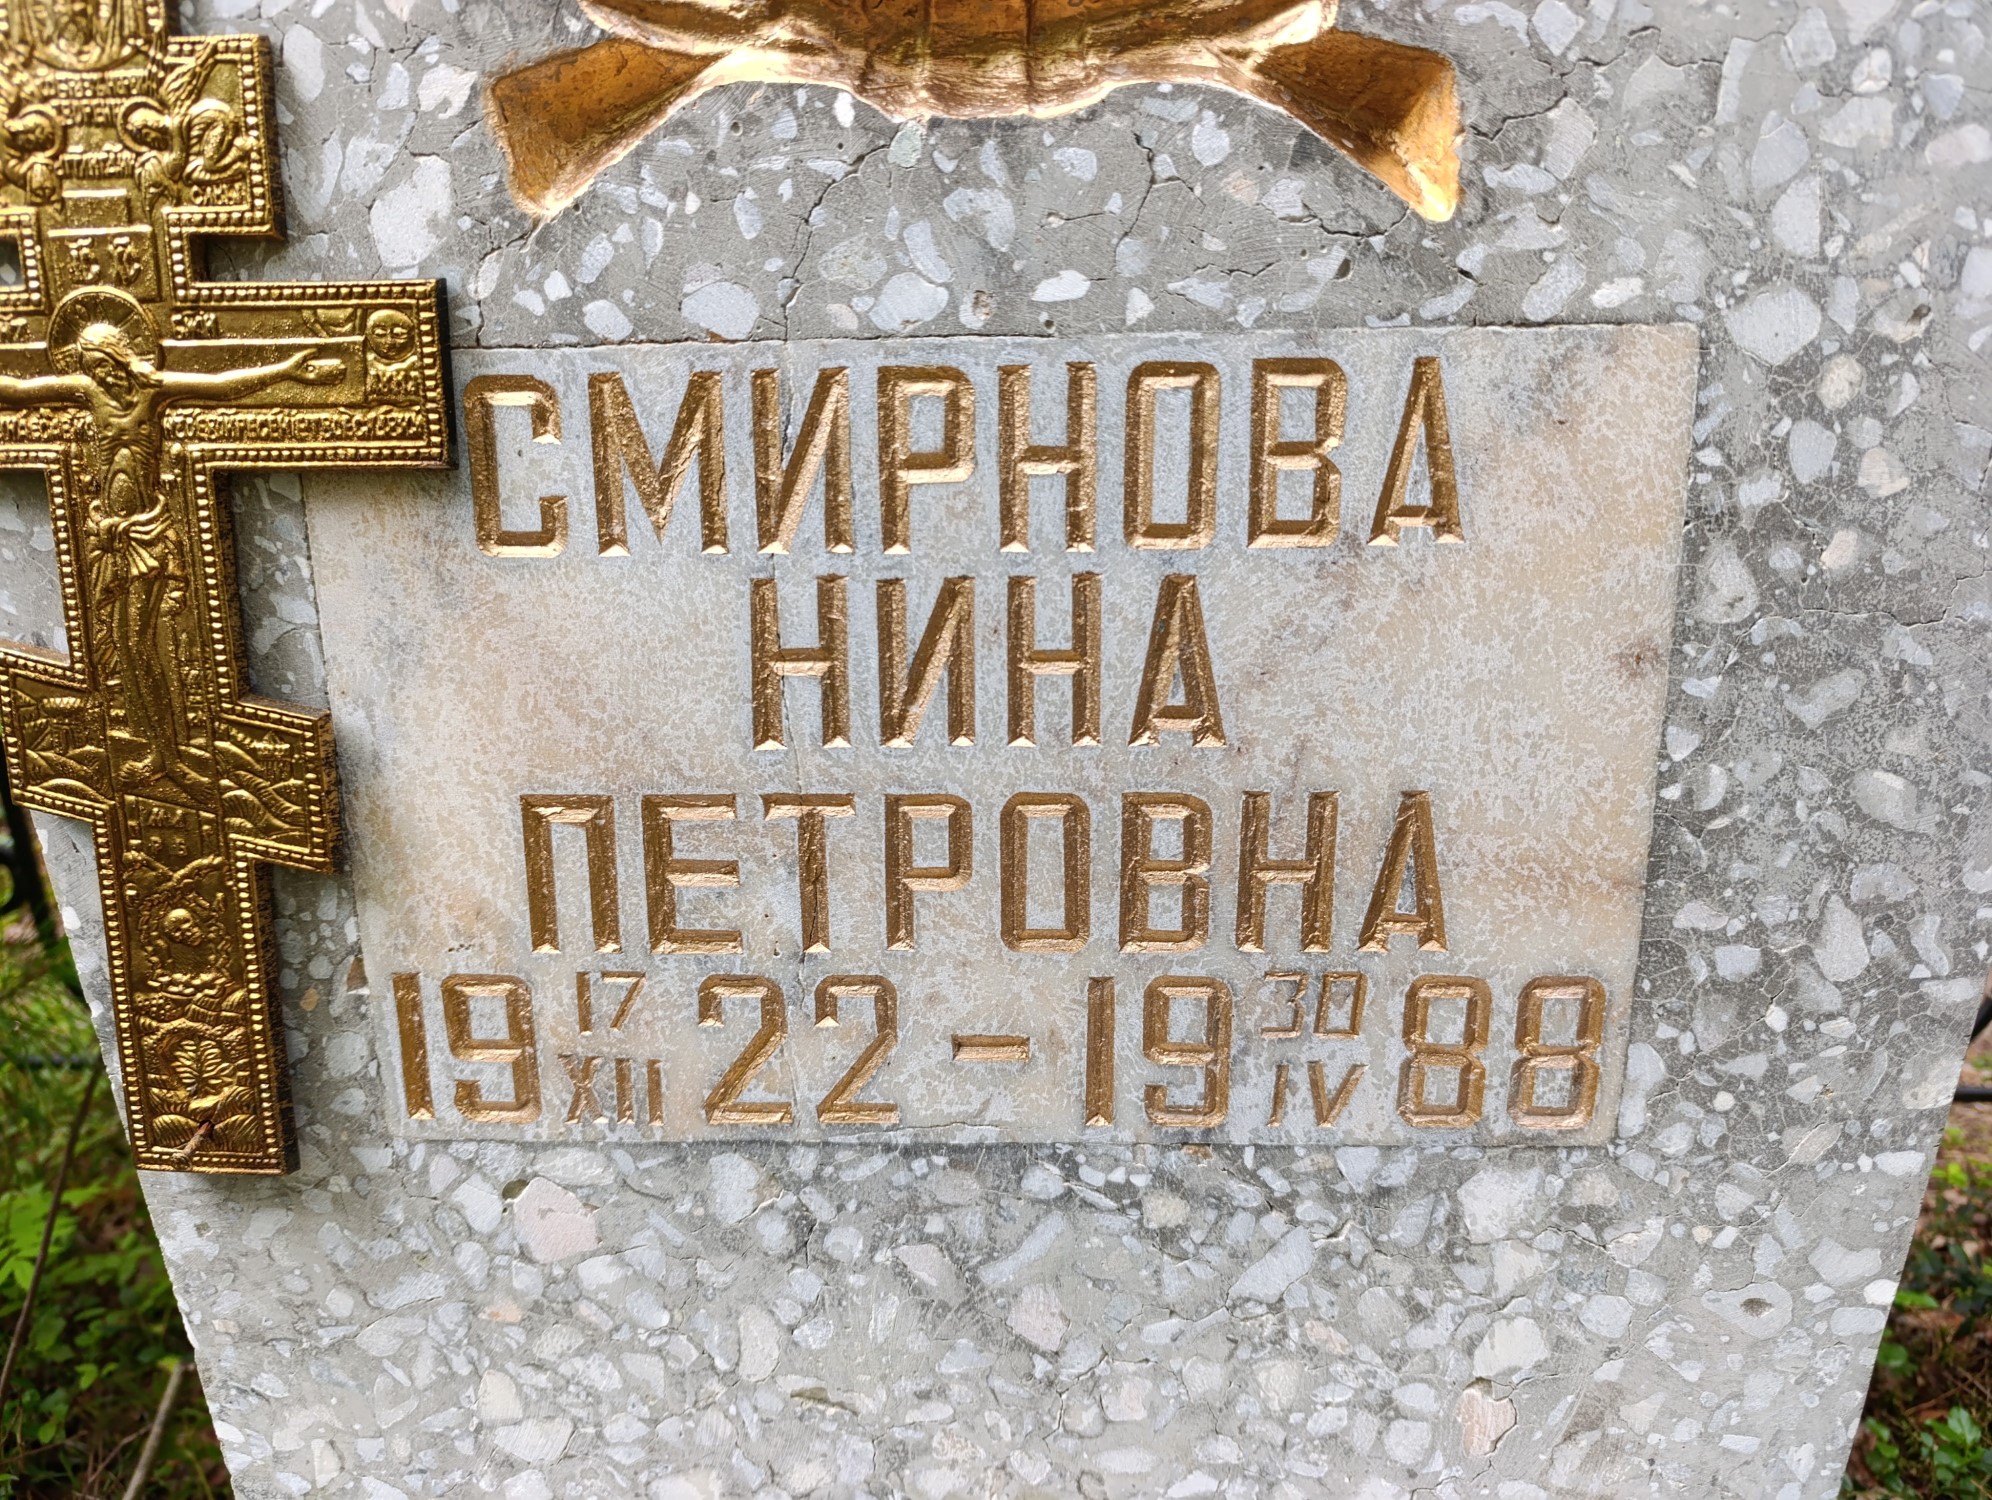 СМИРНОВА
НИНА
ПЕТРОВНА
19 17 XII 22 – 19 30 IV 88